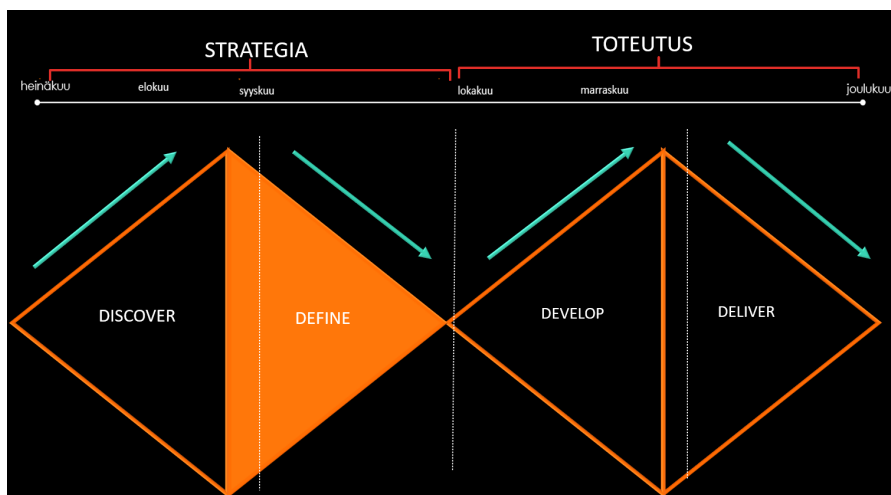 STRATEGIA
TOTEUTUS
heinäkuu
elokuu
syyskuu
lokakuu
marraskuu
joulukuu
DISCOVER
DEFINE
DEVELOP
DELIVER